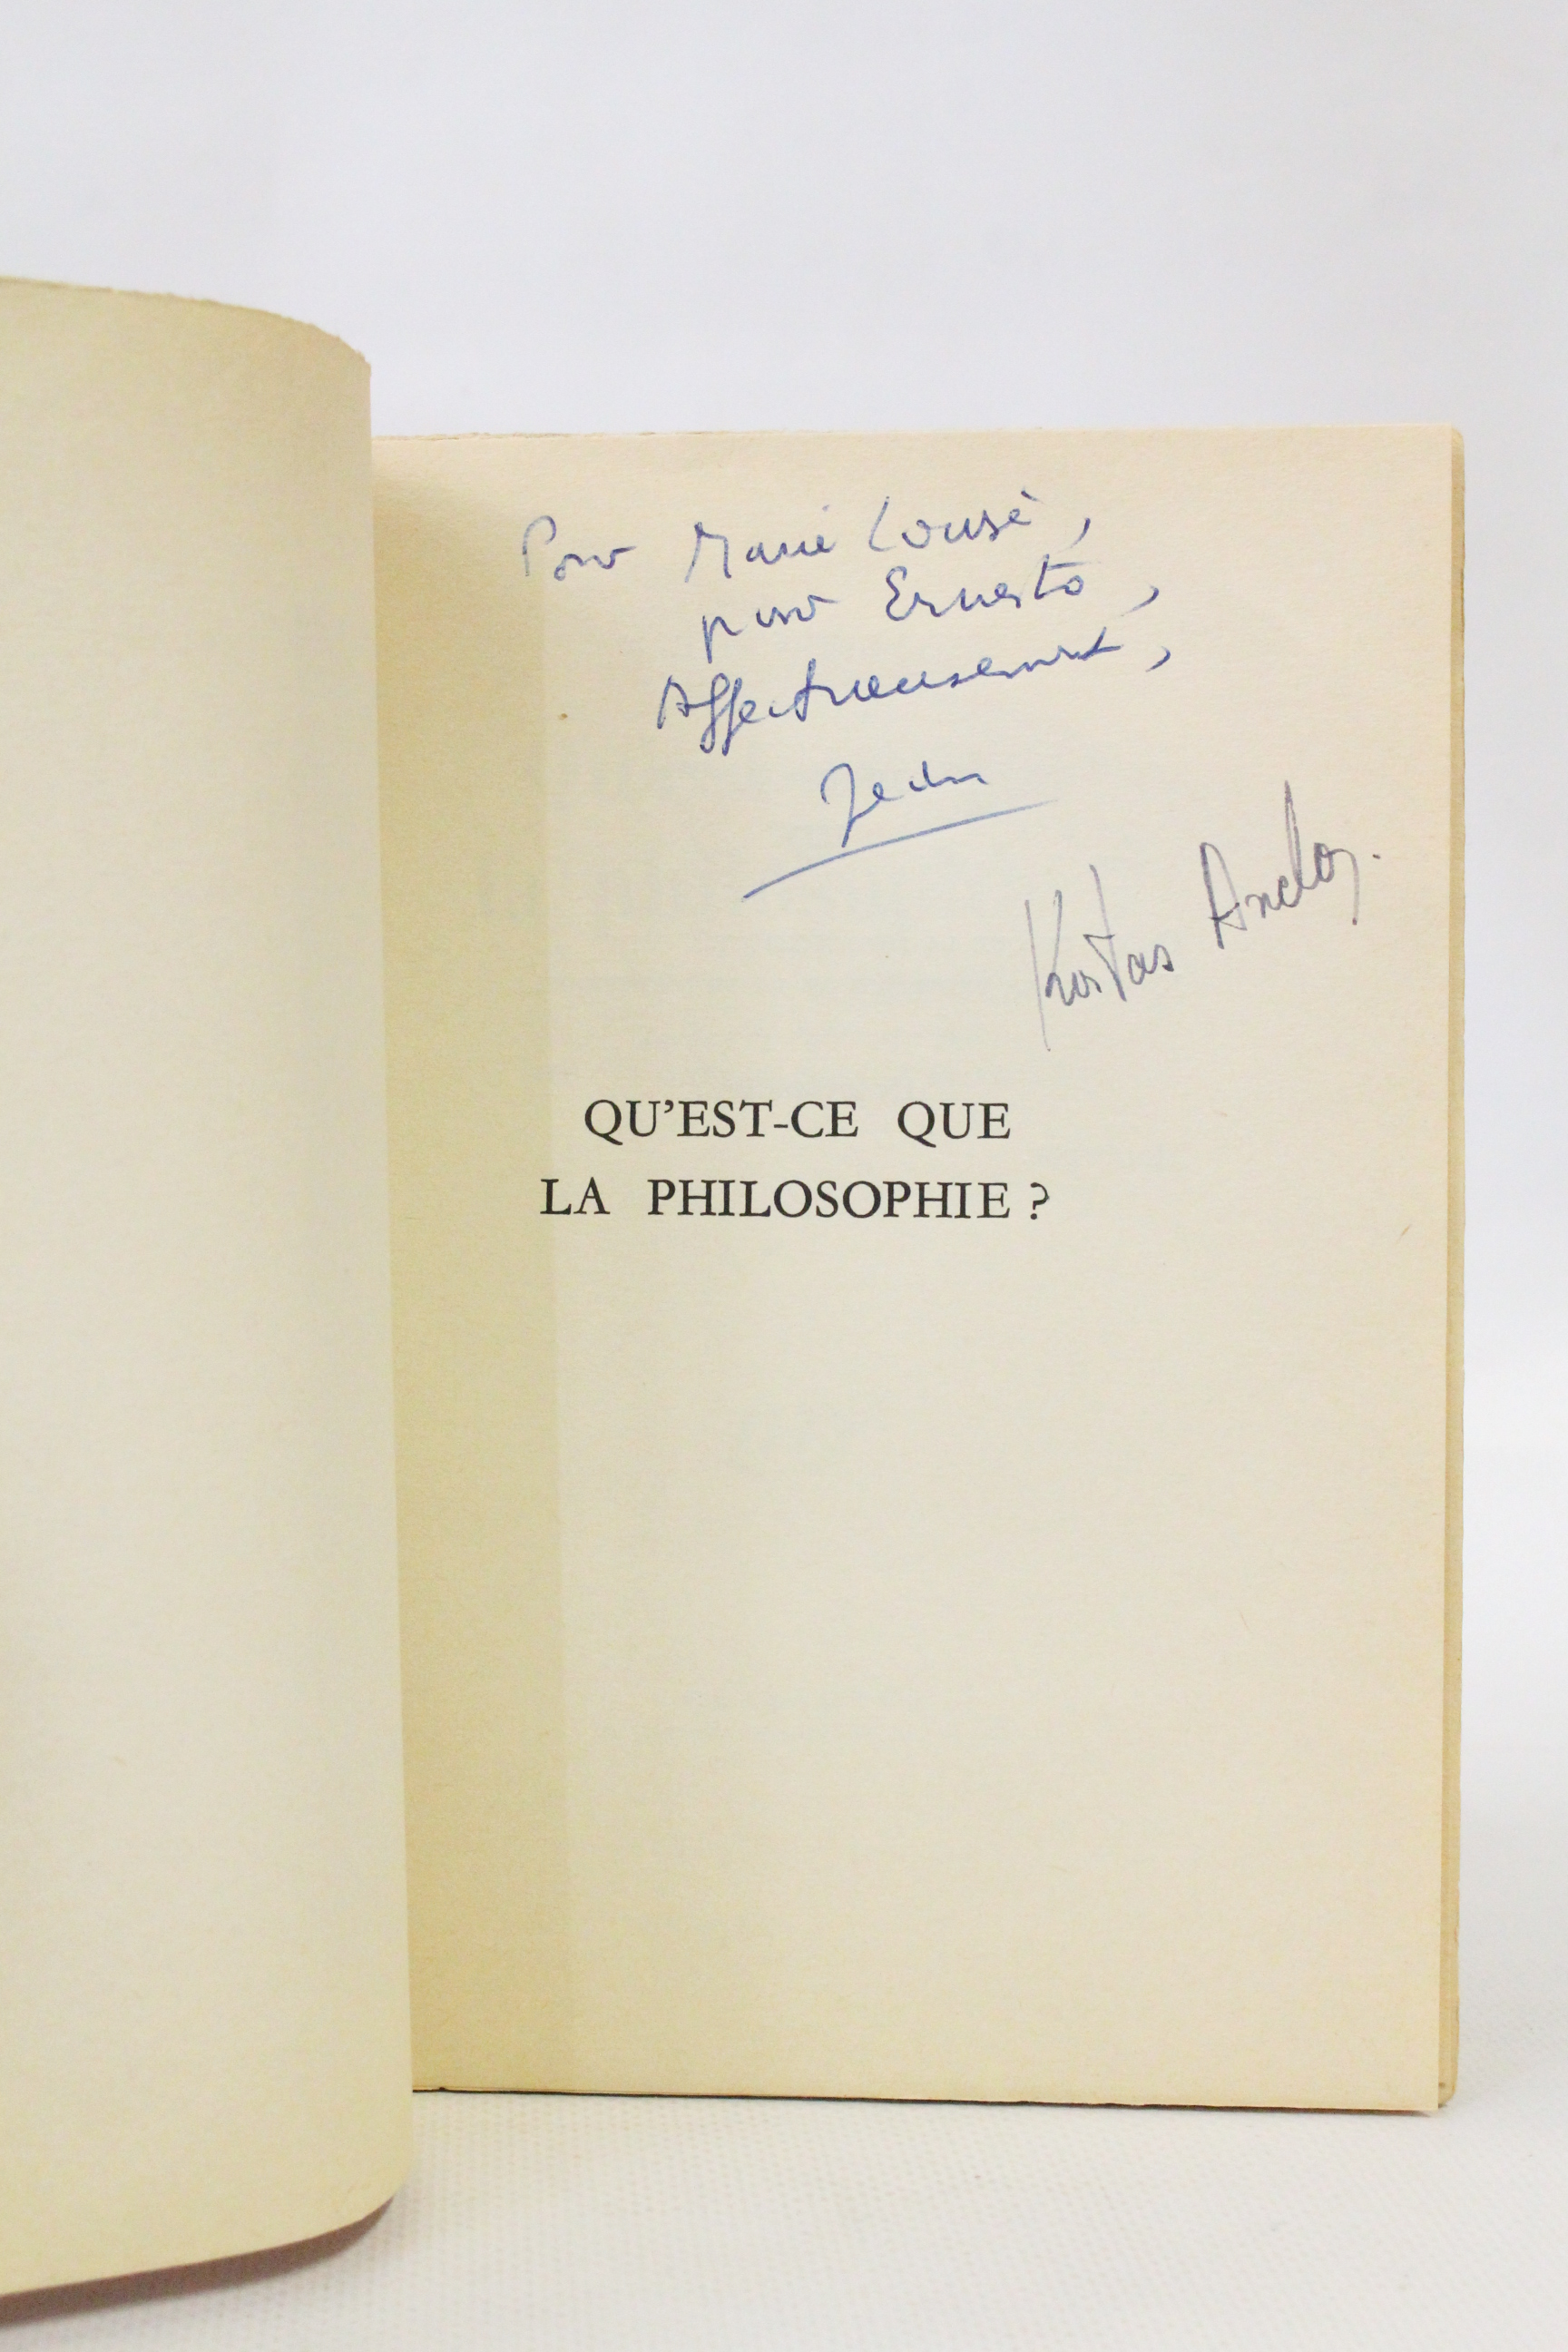 Pour Marie Louise,
pour Ernesto,
Affectueusement,
Jean
Kostas Axelos.
QU'EST-CE QUE
LA PHILOSOPHIE ?